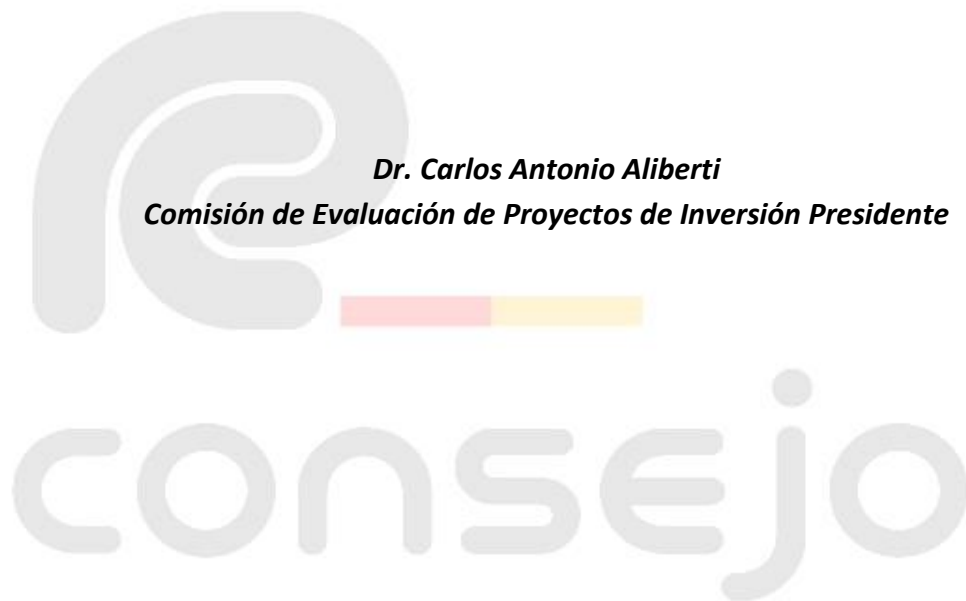 Dr. Carlos Antonio Aliberti
Comisión de Evaluación de Proyectos de Inversión Presidente
consejo